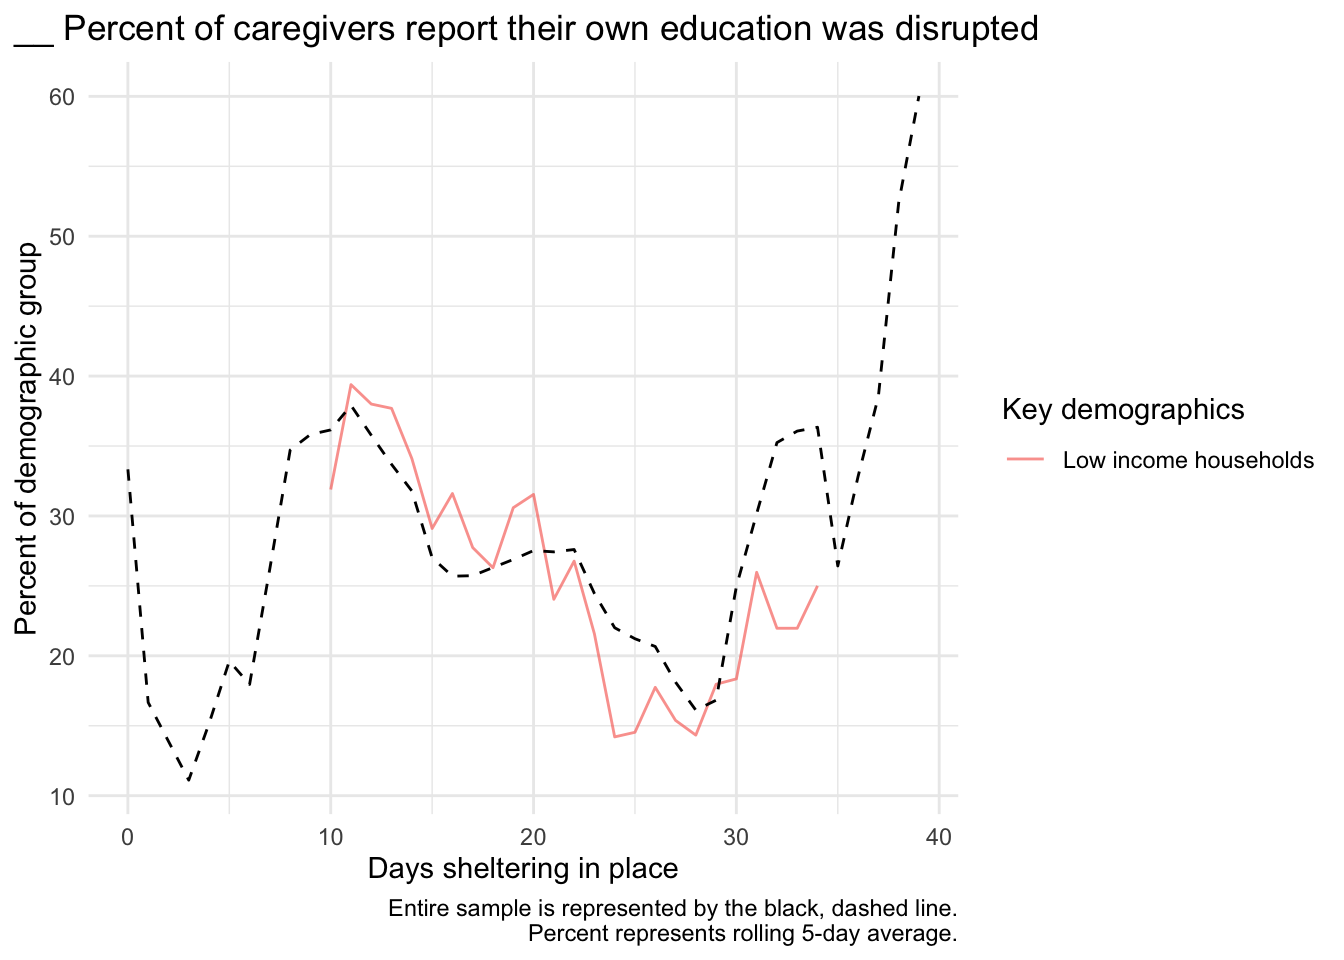 __ Percent of caregivers report their own education was disrupted
Percent of demographic group
60
50
40
30
20
10
0
10
20
30
40
Days sheltering in place
Key demographics
Low income households
Entire sample is represented by the black, dashed line.
Percent represents rolling 5-day average.